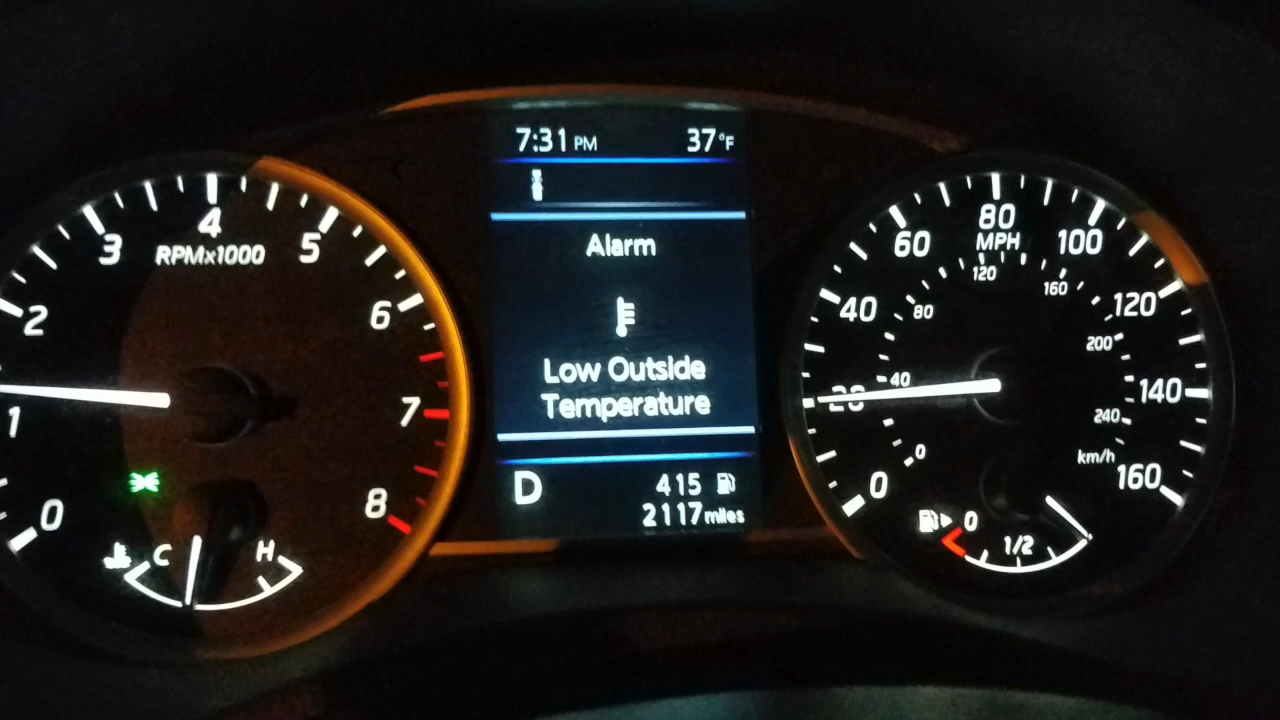 7:31 PM 37°F
Alarm
Low Outside
Temperature
D 415
2117 miles
0
1
2
3
4
5
6
7
8
RPMx1000
C H
0
20
40
60
80
100
120
140
160
MPH
0
40
80
120
160
200
240
km/h
0 1/2